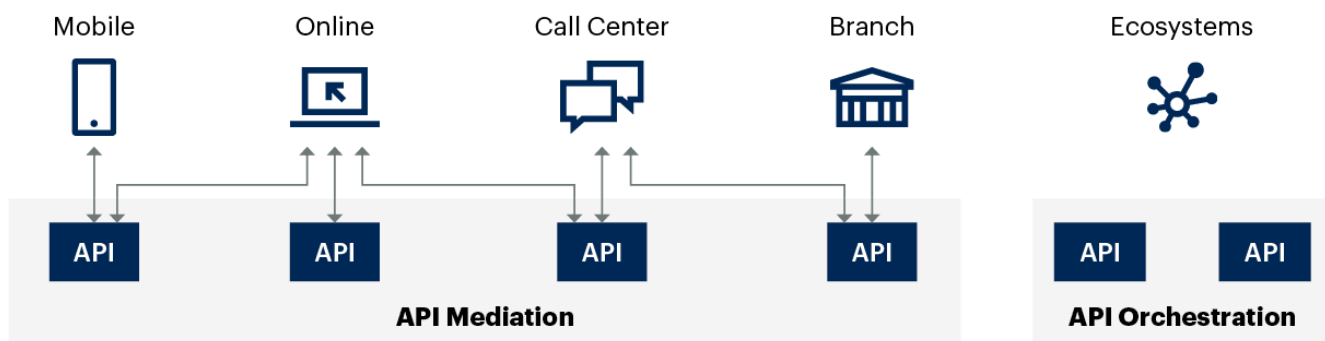 Mobile
Online
Call Center
Branch
Ecosystems
API
API
API
API
API
API
API Mediation
API Orchestration